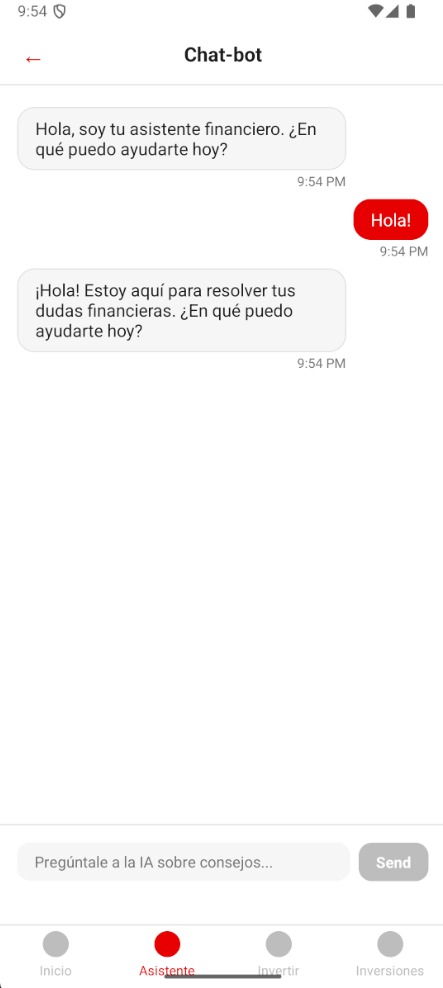 9:54
←
Chat-bot
Hola, soy tu asistente financiero. ¿En
qué puedo ayudarte hoy?
9:54 PM
Hola!
9:54 PM
¡Hola! Estoy aquí para resolver tus
dudas financieras. ¿En qué puedo
ayudarte hoy?
9:54 PM
Pregúntale a la IA sobre consejos...
Send
Inicio
Asistente
Invertir
Inversiones